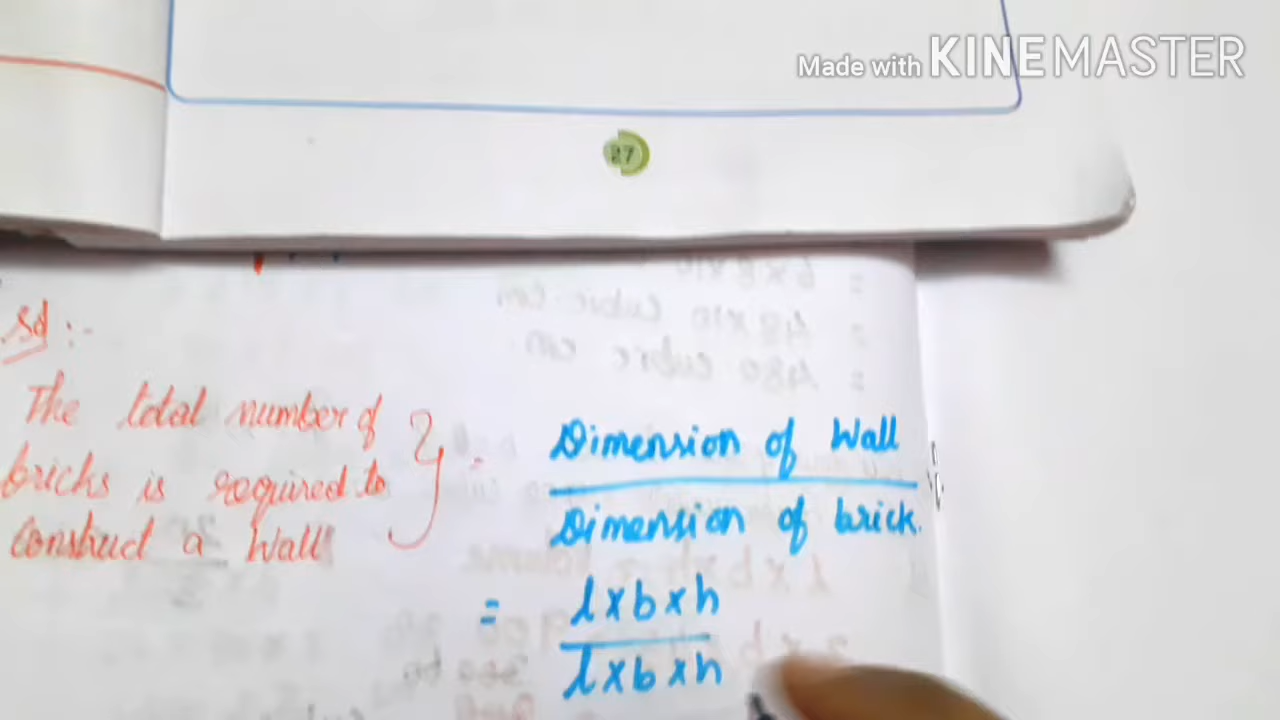 Made with KINEMASTER
27
Sol :-
The total number of
bricks is required to
construct a Wall
=
Dimension of Wall
Dimension of brick.
= l x b x h
l x b x h